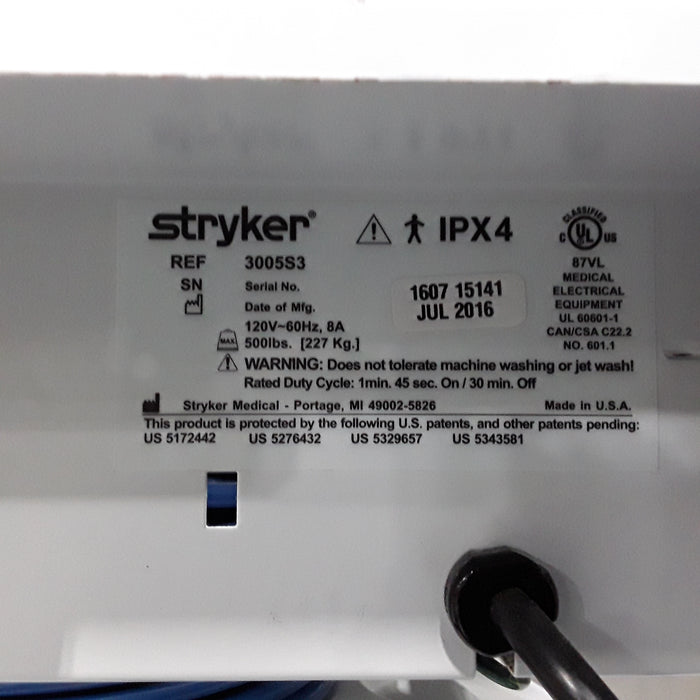 stryker®
IPX4
CLASSIFIED
C UL US
REF 3005S3
87VL
SN Serial No.
MEDICAL
ELECTRICAL
EQUIPMENT
UL 60601-1
CAN/CSA C22.2
NO. 601.1
1607 15141
JUL 2016
Date of Mfg.
120V~60Hz, 8A
MAX 500lbs. [227 Kg.]
WARNING: Does not tolerate machine washing or jet wash!
Rated Duty Cycle: 1min. 45 sec. On / 30 min. Off
Stryker Medical - Portage, MI 49002-5826 Made in U.S.A.
This product is protected by the following U.S. patents, and other patents pending:
US 5172442 US 5276432 US 5329657 US 5343581